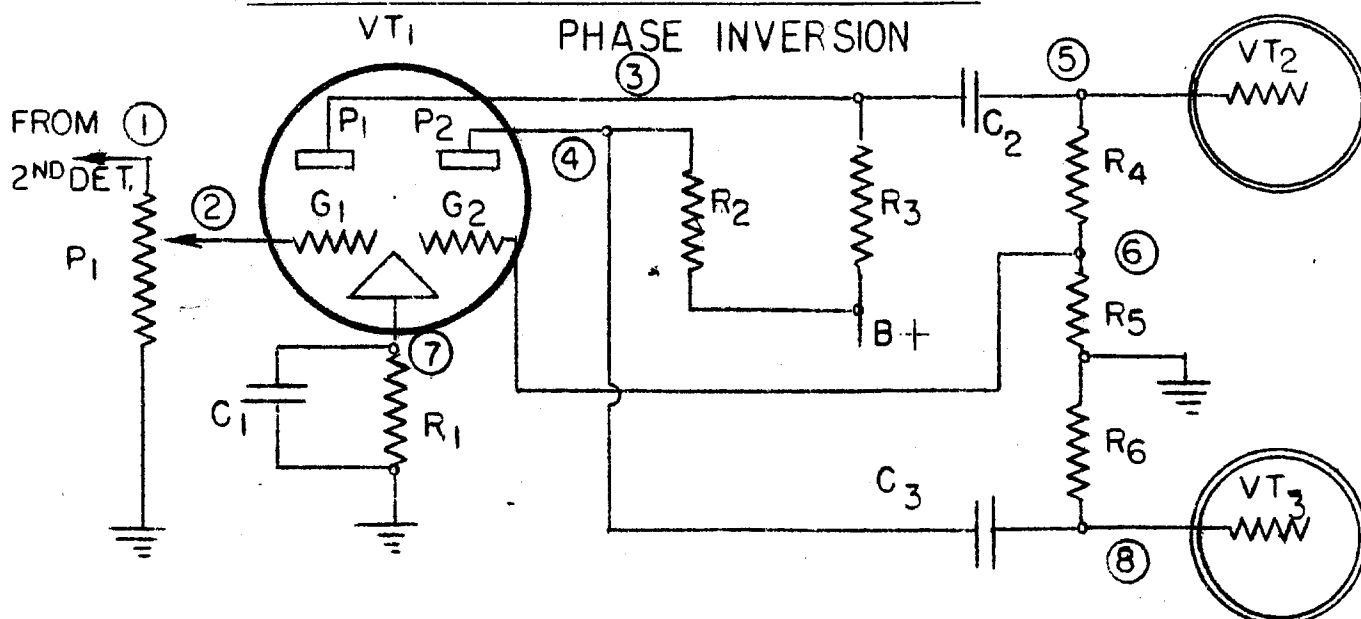 PHASE INVERSION
VT1
FROM 1
2ND DET.
2
P1
P1
P2
G1
G2
3
4
R2
R3
B+
C2
5
VT2
R4
6
R5
R6
C1
R1
7
C3
8
VT3